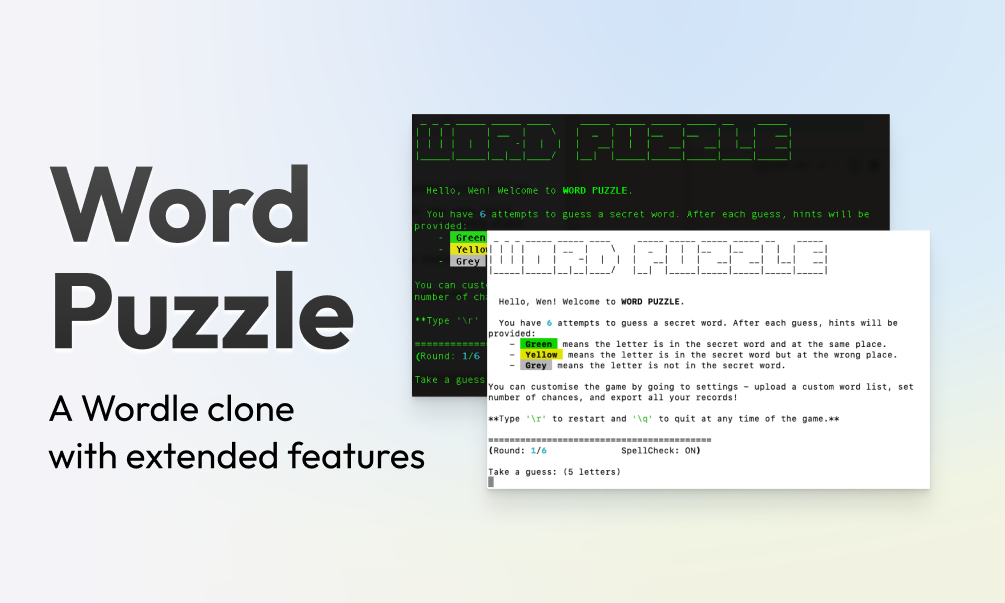 Word
Puzzle
A Wordle clone
with extended features
WORD PUZZLE
Hello, Wen! Welcome to WORD PUZZLE.
You have 6 attempts to guess a secret word. After each guess, hints will be
provided:
- Green
- Yello
- Grey
You can cust
number of ch
**Type '\r'
=============
(Round: 1/6
Take a guess
WORD PUZZLE
Hello, Wen! Welcome to WORD PUZZLE.
You have 6 attempts to guess a secret word. After each guess, hints will be
provided:
- Green means the letter is in the secret word and at the same place.
- Yellow means the letter is in the secret word but at the wrong place.
- Grey means the letter is not in the secret word.
You can customise the game by going to settings - upload a custom word list, set
number of chances, and export all your records!
**Type '\r' to restart and '\q' to quit at any time of the game.**
=========================================
(Round: 1/6 SpellCheck: ON)
Take a guess: (5 letters)